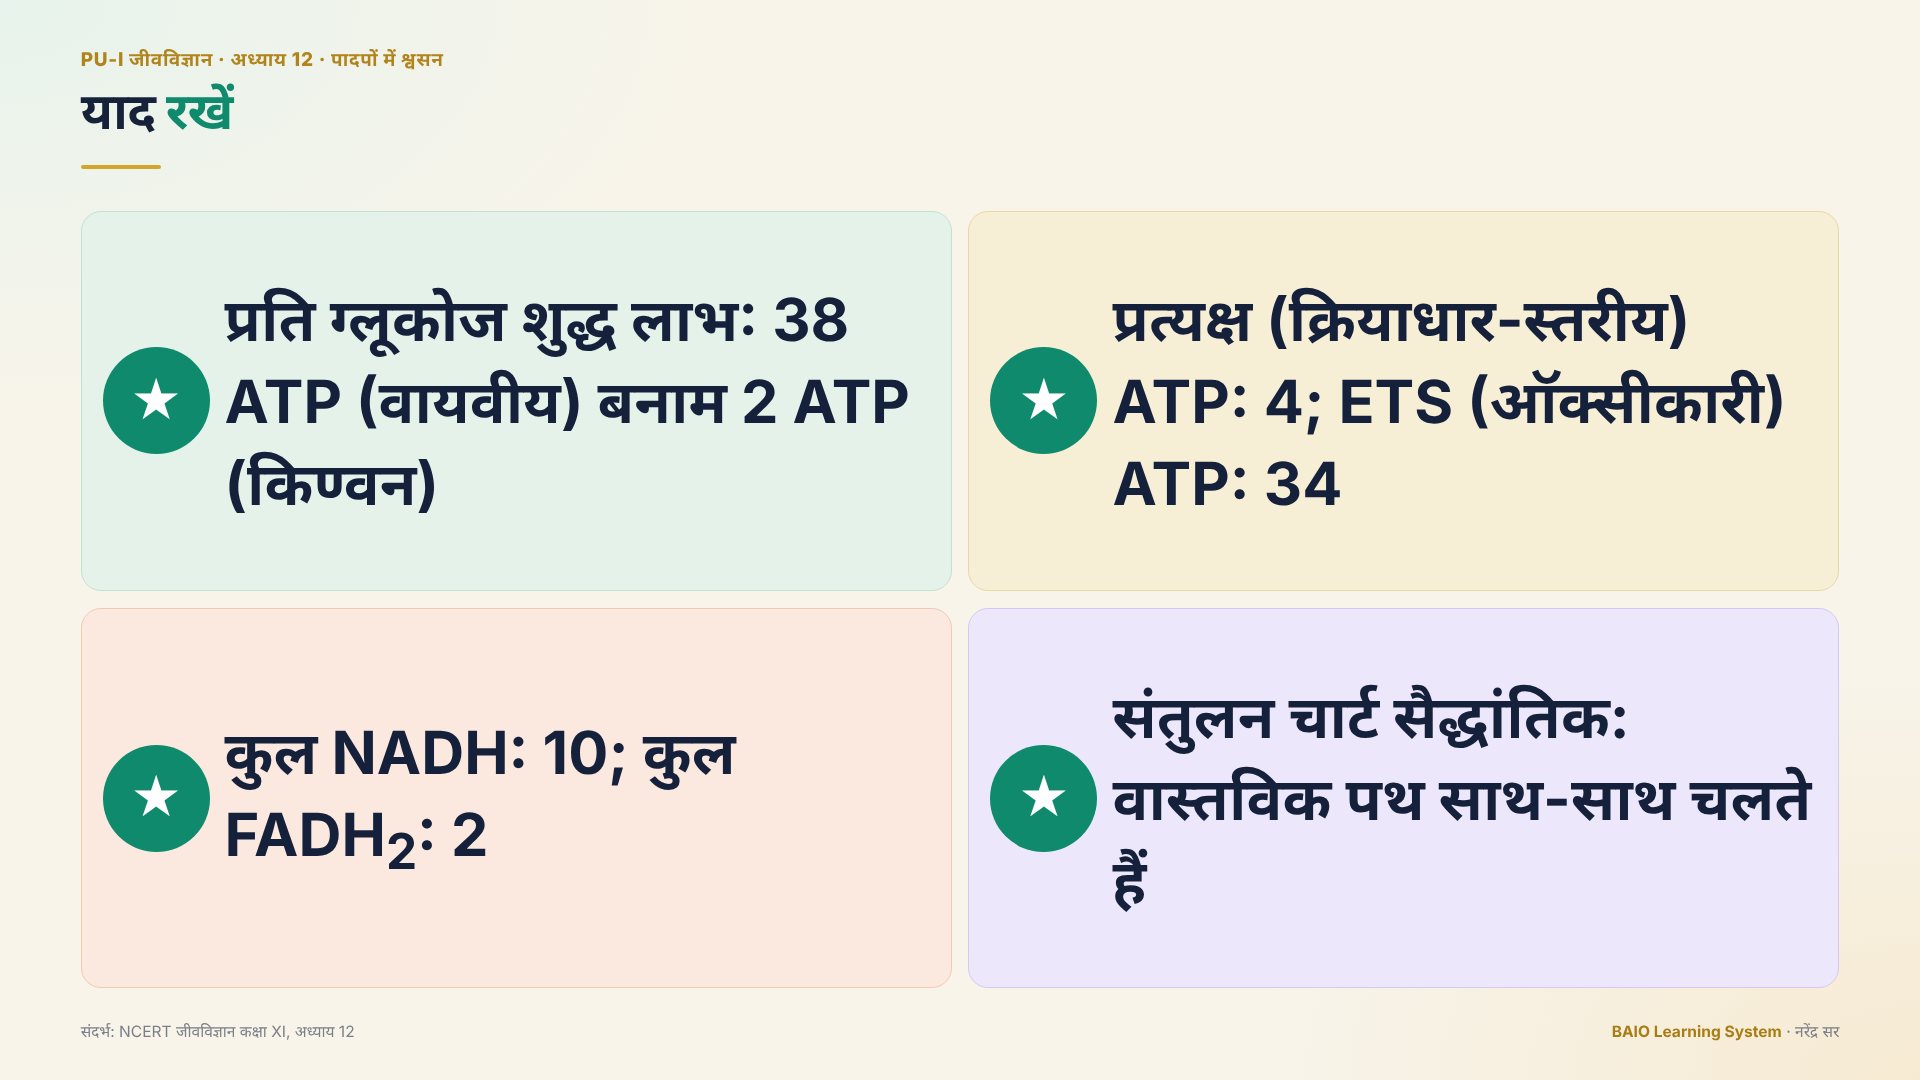 PU-I जीवविज्ञान · अध्याय 12 · पादपों में श्वसन
याद रखें
प्रति ग्लूकोज शुद्ध लाभ: 38
ATP (वायवीय) बनाम 2 ATP
(किण्वन)
प्रत्यक्ष (क्रियाधार-स्तरीय)
ATP: 4; ETS (ऑक्सीकारी)
ATP: 34
कुल NADH: 10; कुल
FADH₂: 2
संतुलन चार्ट सैद्धांतिक:
वास्तविक पथ साथ-साथ चलते
हैं
संदर्भ: NCERT जीवविज्ञान कक्षा XI, अध्याय 12
BAIO Learning System · नरेंद्र सर